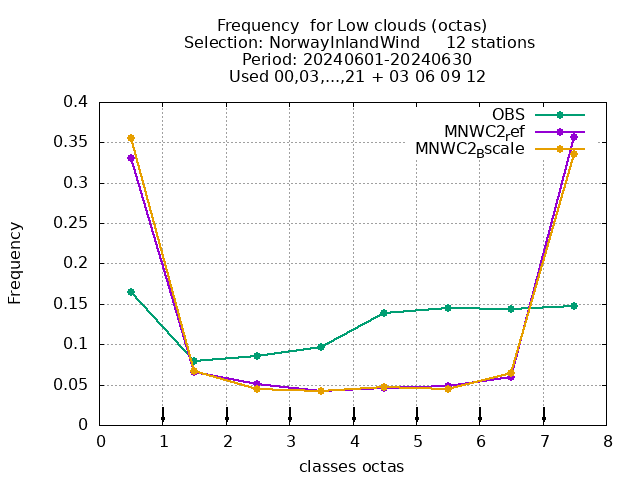 Frequency  for Low clouds (octas)
Selection: NorwayInlandWind     12 stations
Period: 20240601-20240630
Used 00,03,...,21 + 03 06 09 12
0.4
0.35
0.3
0.25
0.2
0.15
0.1
0.05
0
Frequency
OBS
MNWC2ref
MNWC2Bscale
0 1 2 3 4 5 6 7 8
classes octas